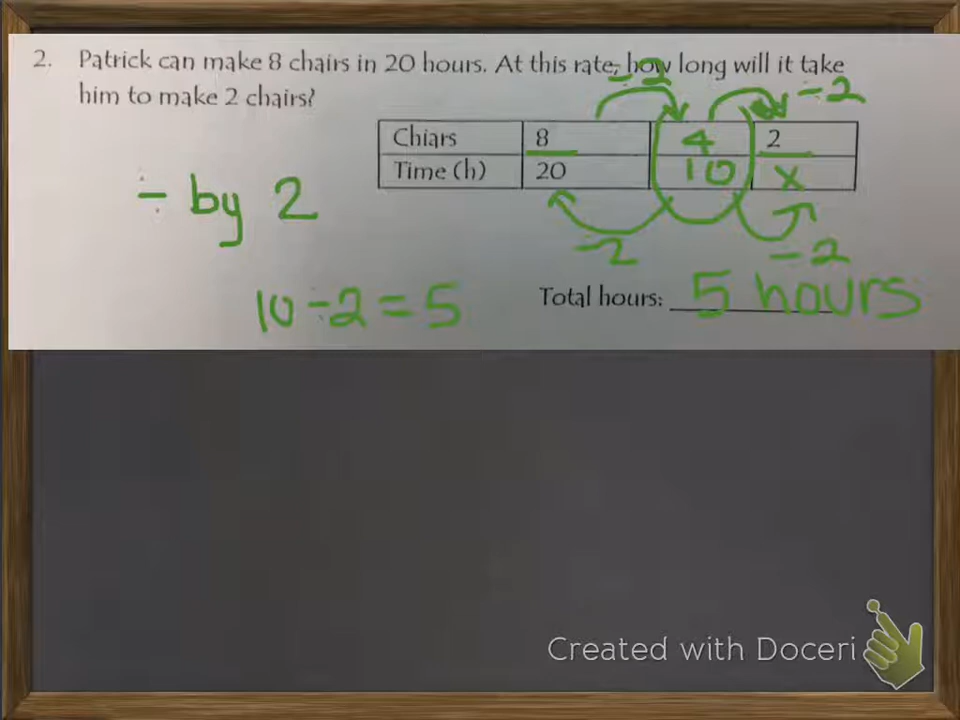 2. Patrick can make 8 chairs in 20 hours. At this rate, how long will it take
him to make 2 chairs?
÷2
÷2
Chiars 8 4 2
Time (h) 20 10 X
÷ by 2
÷2
÷2
10 ÷ 2 = 5
Total hours: 5 hours
Created with Doceri